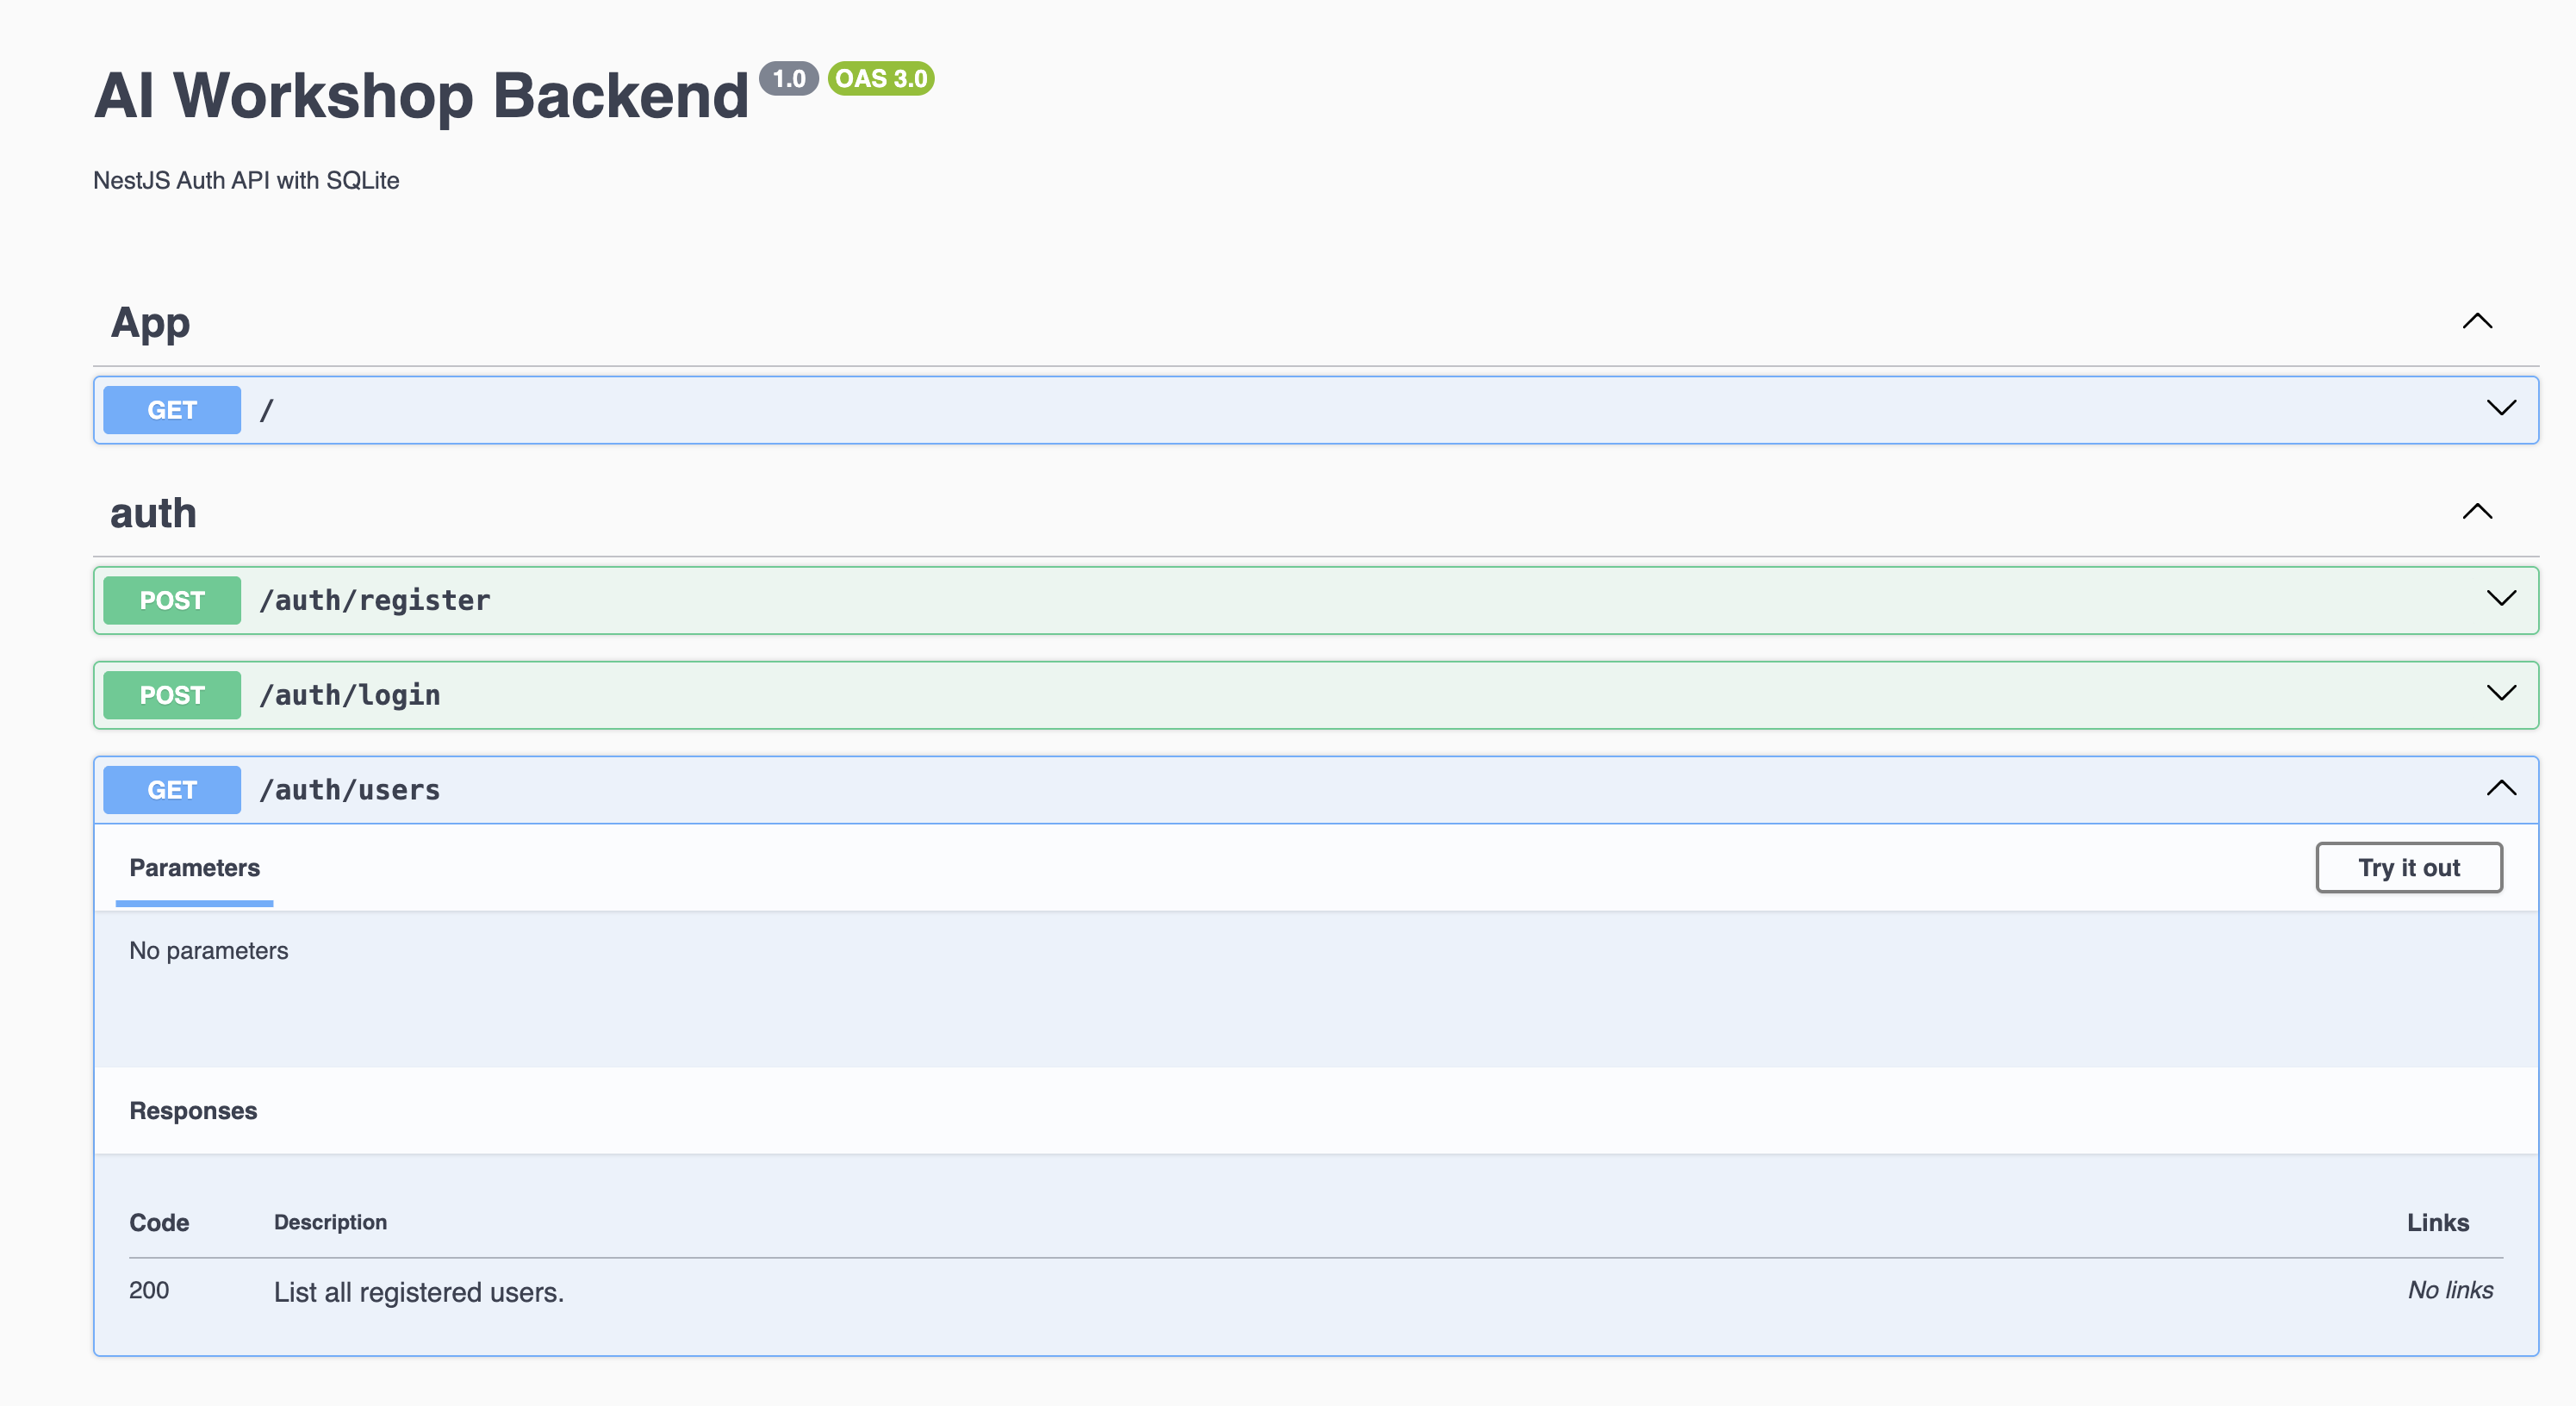 AI Workshop Backend 1.0 OAS 3.0
NestJS Auth API with SQLite
App
GET /
auth
POST /auth/register
POST /auth/login
GET /auth/users
Parameters Try it out
No parameters
Responses
Code Description Links
200 List all registered users. No links